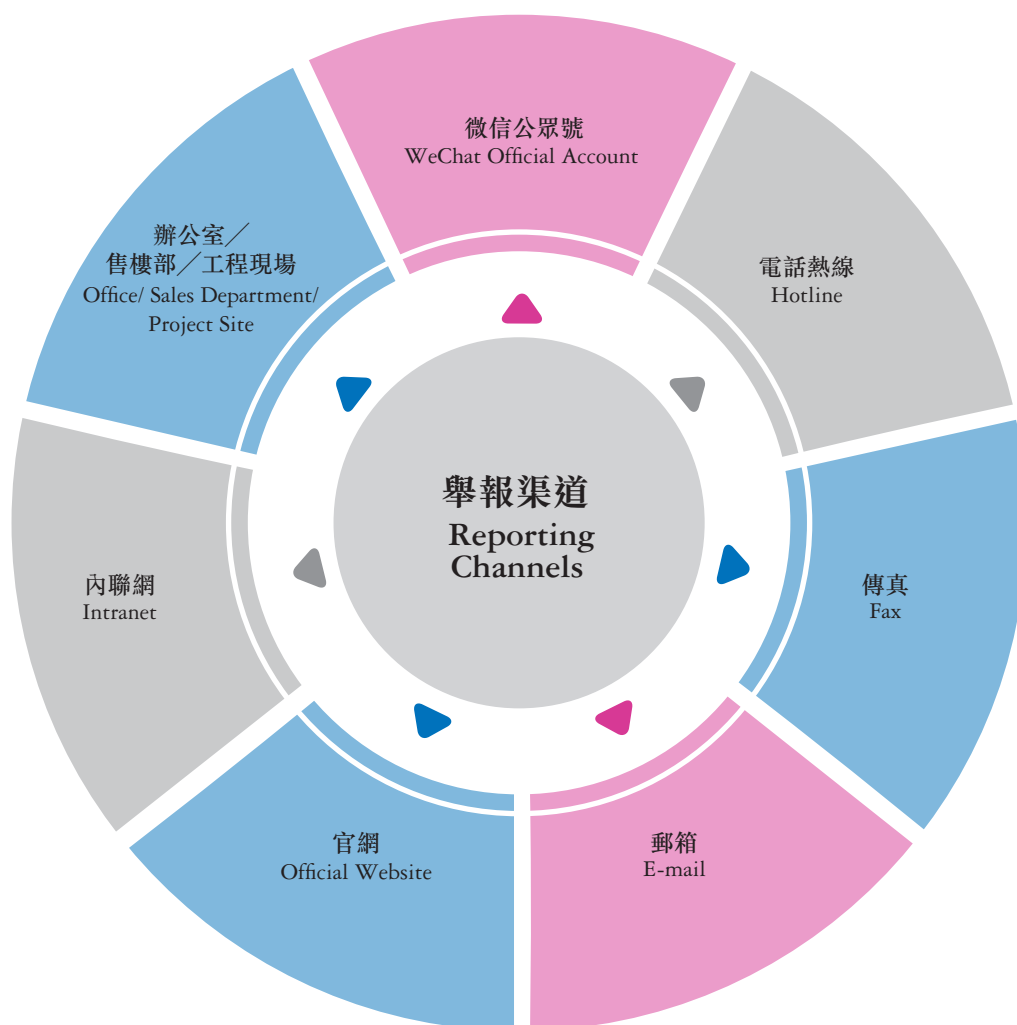 微信公眾號
WeChat Official Account
電話熱線
Hotline
傳真
Fax
郵箱
E-mail
官網
Official Website
內聯網
Intranet
辦公室／
售樓部／工程現場
Office/ Sales Department/
Project Site
舉報渠道
Reporting
Channels